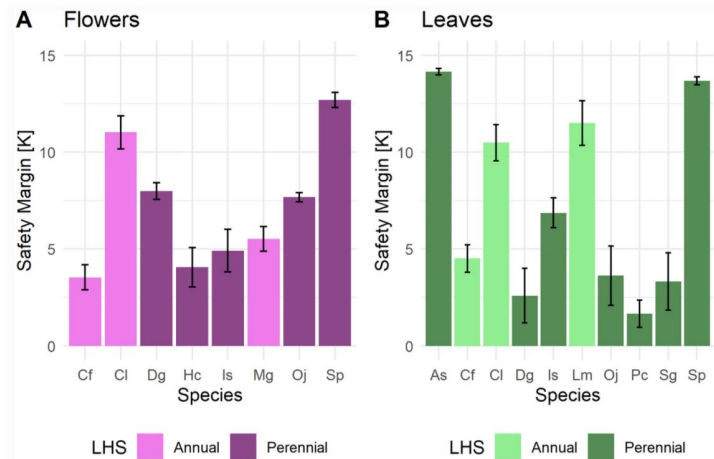 A Flowers
Safety Margin [K]
15
10
5
0
Cf Cl Dg Hc Is Mg Oj Sp
Species
LHS Annual Perennial
B Leaves
Safety Margin [K]
15
10
5
0
As Cf Cl Dg Is Lm Oj Pc Sg Sp
Species
LHS Annual Perennial